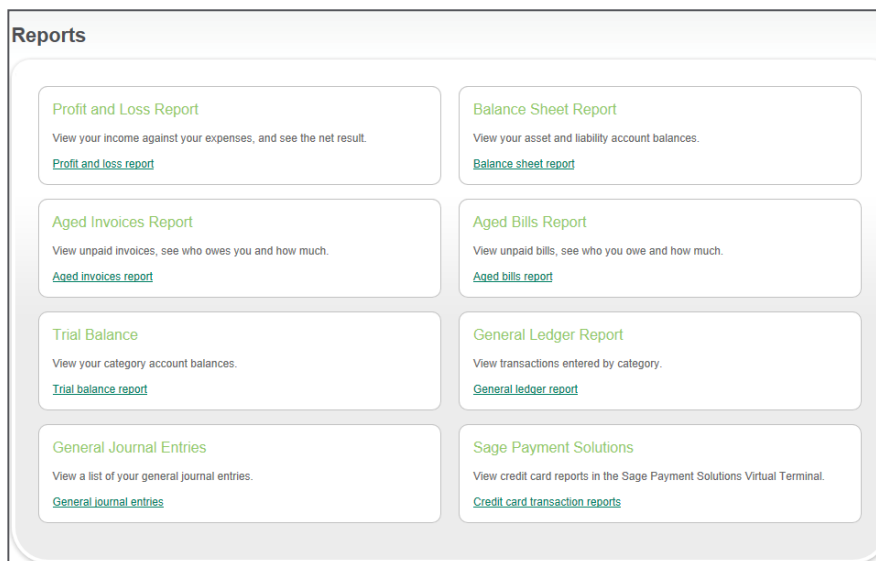 Reports
Profit and Loss Report
View your income against your expenses, and see the net result.
Profit and loss report
Balance Sheet Report
View your asset and liability account balances.
Balance sheet report
Aged Invoices Report
View unpaid invoices, see who owes you and how much.
Aged invoices report
Aged Bills Report
View unpaid bills, see who you owe and how much.
Aged bills report
Trial Balance
View your category account balances.
Trial balance report
General Ledger Report
View transactions entered by category.
General ledger report
General Journal Entries
View a list of your general journal entries.
General journal entries
Sage Payment Solutions
View credit card reports in the Sage Payment Solutions Virtual Terminal.
Credit card transaction reports